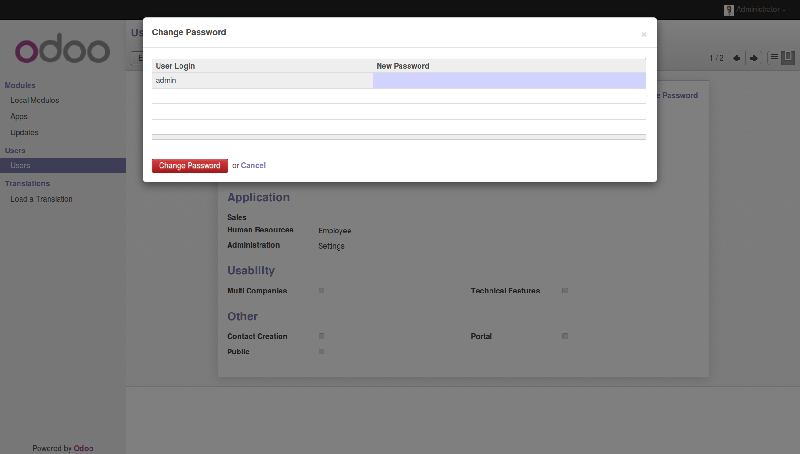 Administrator
Change Password
×
odoo
Us
E
1 / 2
User Login New Password
admin
e Password
Modules
Local Modules
Apps
Updates
Users
Users
Translations
Load a Translation
Change Password or Cancel
Application
Sales
Human Resources Employee
Administration Settings
Usability
Multi Companies Technical Features
Other
Contact Creation Portal
Public
Powered by Odoo